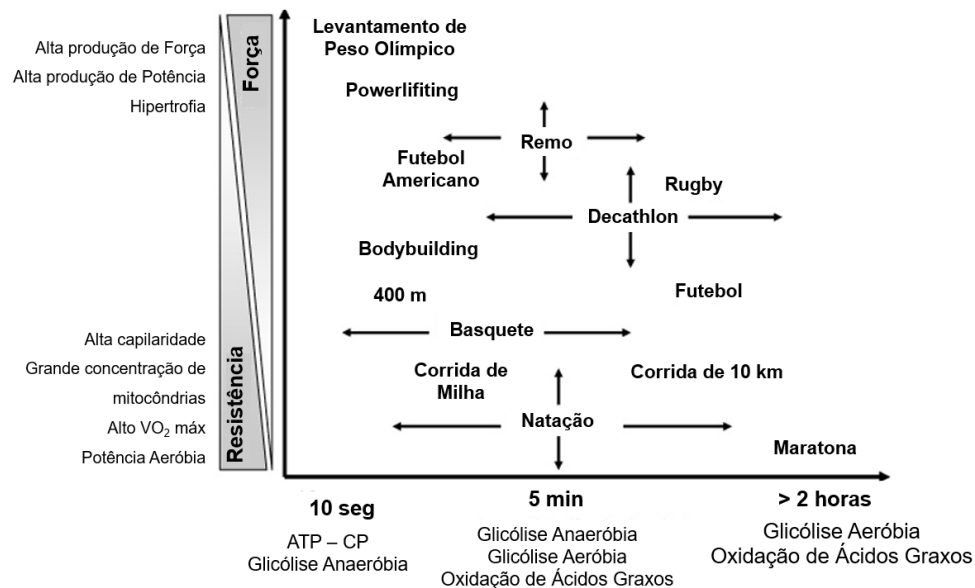 Levantamento de
Peso Olímpico
Alta produção de Força
Alta produção de Potência
Hipertrofia
Força
Powerlifiting
Remo
Futebol
Americano
Rugby
Decathlon
Bodybuilding
400 m
Futebol
Basquete
Alta capilaridade
Grande concentração de
mitocôndrias
Alto VO₂ máx
Potência Aeróbia
Resistência
Corrida de
Milha
Corrida de 10 km
Natação
Maratona
10 seg
ATP – CP
Glicólise Anaeróbia
5 min
Glicólise Anaeróbia
Glicólise Aeróbia
Oxidação de Ácidos Graxos
> 2 horas
Glicólise Aeróbia
Oxidação de Ácidos Graxos